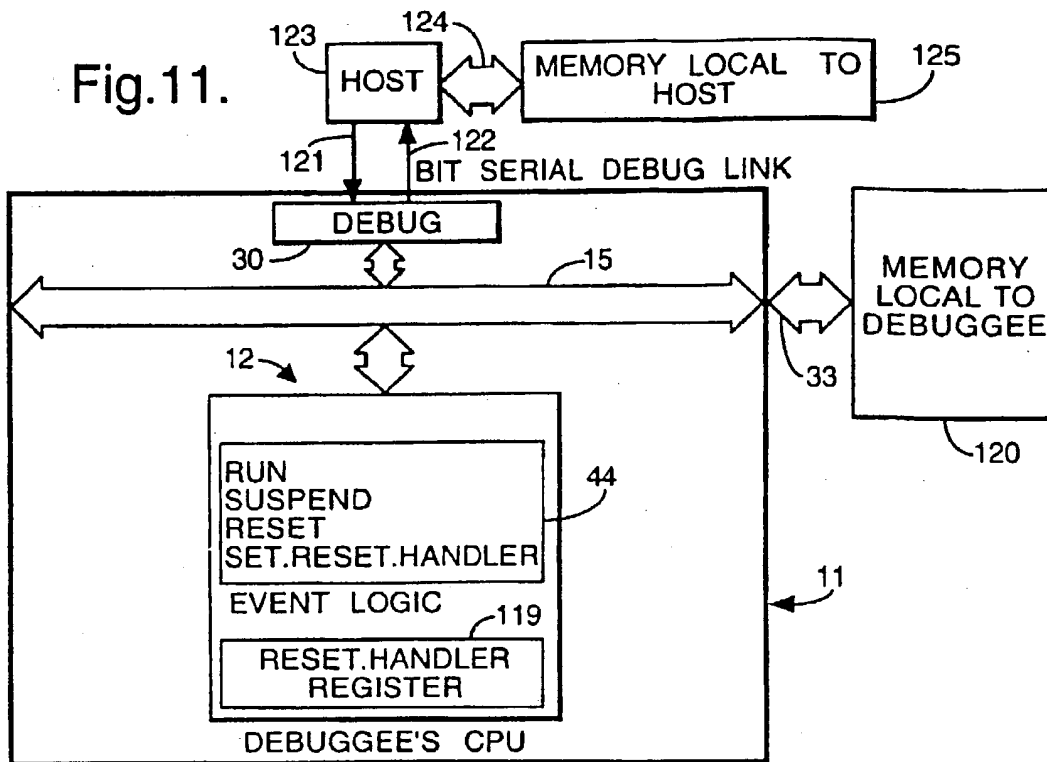 Fig.11.
123
HOST
124
MEMORY LOCAL TO
HOST
125
121
122
BIT SERIAL DEBUG LINK
DEBUG
30
15
MEMORY
LOCAL TO
DEBUGGEE
33
120
12
RUN
SUSPEND
RESET
SET.RESET.HANDLER
44
EVENT LOGIC
119
RESET.HANDLER
REGISTER
DEBUGGEE'S CPU
11